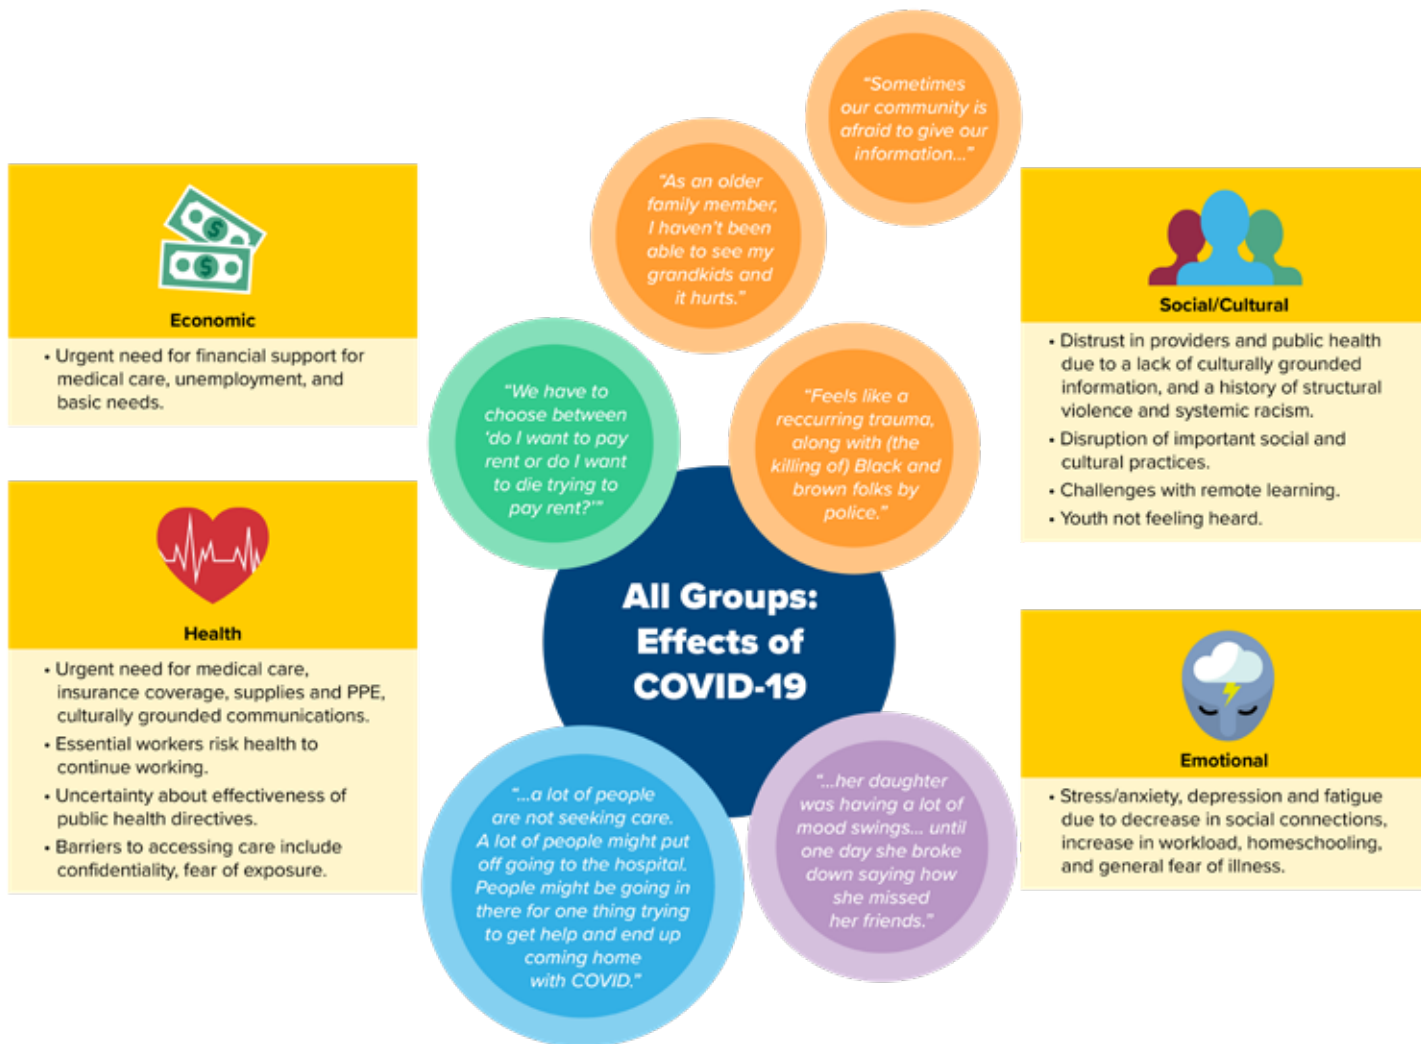 Economic
• Urgent need for financial support for
medical care, unemployment, and
basic needs.
Health
• Urgent need for medical care,
insurance coverage, supplies and PPE,
culturally grounded communications.
• Essential workers risk health to
continue working.
• Uncertainty about effectiveness of
public health directives.
• Barriers to accessing care include
confidentiality, fear of exposure.
“Sometimes
our community is
afraid to give our
information...”
“As an older
family member,
I haven’t been
able to see my
grandkids and
it hurts.”
“We have to
choose between
‘do I want to pay
rent or do I want
to die trying to
pay rent?’”
“Feels like a
reccurring trauma,
along with (the
killing of) Black and
brown folks by
police.”
All Groups:
Effects of
COVID-19
“...a lot of people
are not seeking care.
A lot of people might put
off going to the hospital.
People might be going in
there for one thing trying
to get help and end up
coming home
with COVID.”
“...her daughter
was having a lot of
mood swings... until
one day she broke
down saying how
she missed
her friends.”
Social/Cultural
• Distrust in providers and public health
due to a lack of culturally grounded
information, and a history of structural
violence and systemic racism.
• Disruption of important social and
cultural practices.
• Challenges with remote learning.
• Youth not feeling heard.
Emotional
• Stress/anxiety, depression and fatigue
due to decrease in social connections,
increase in workload, homeschooling,
and general fear of illness.